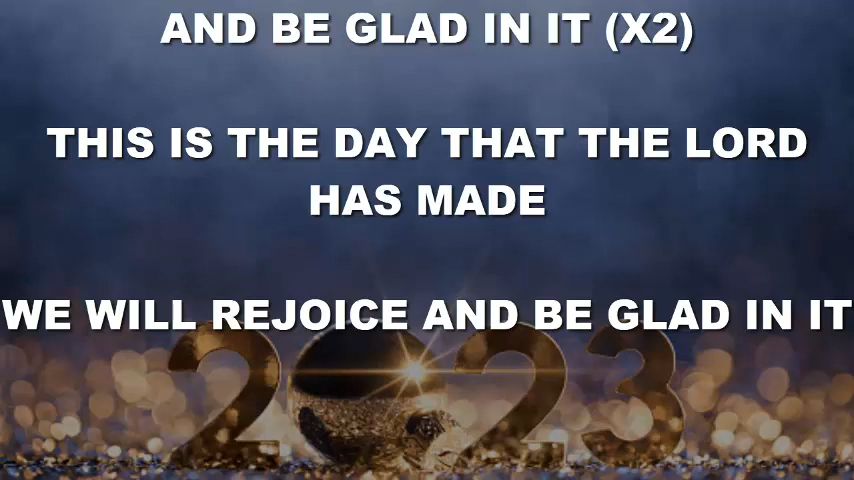 AND BE GLAD IN IT (X2)
THIS IS THE DAY THAT THE LORD
HAS MADE
WE WILL REJOICE AND BE GLAD IN IT
2023